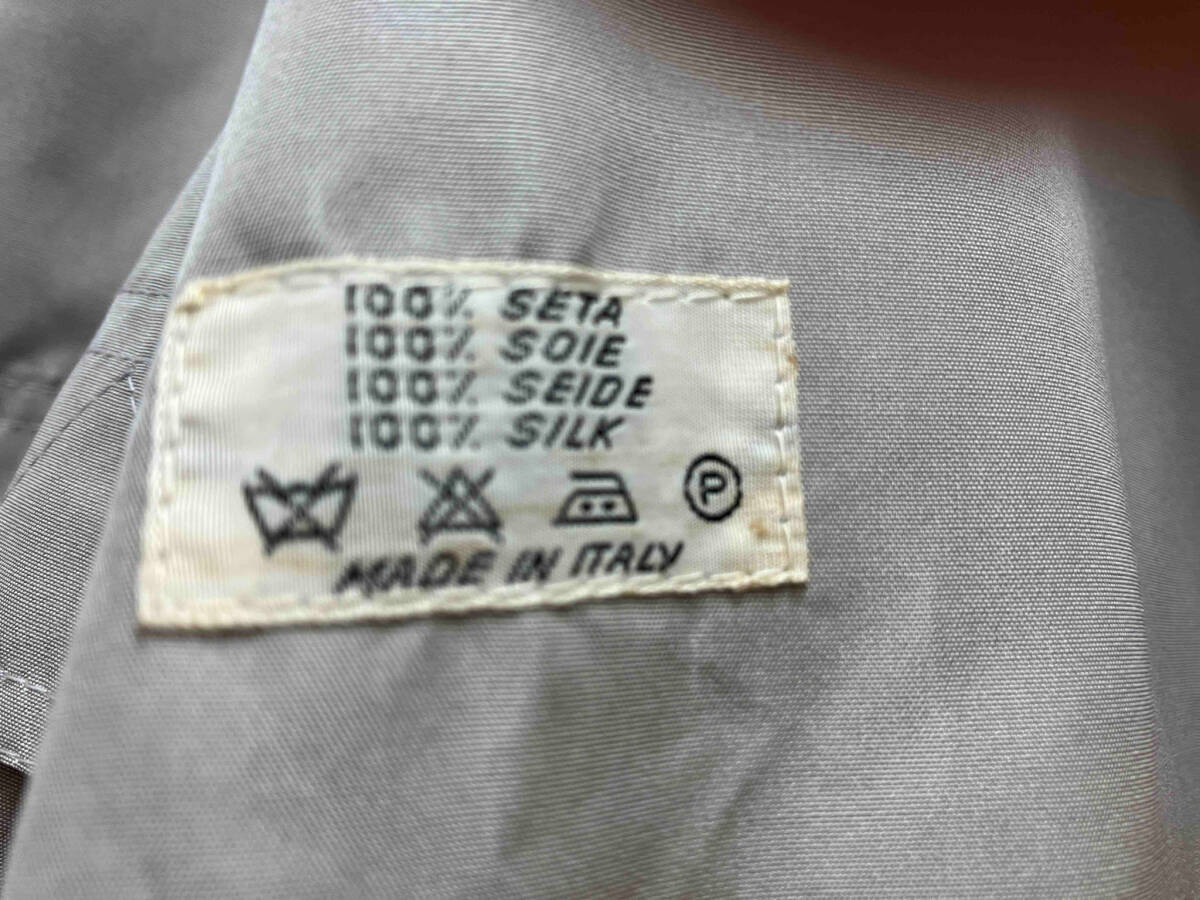 100% SETA
100% SOIE
100% SEIDE
100% SILK
P
MADE IN ITALY